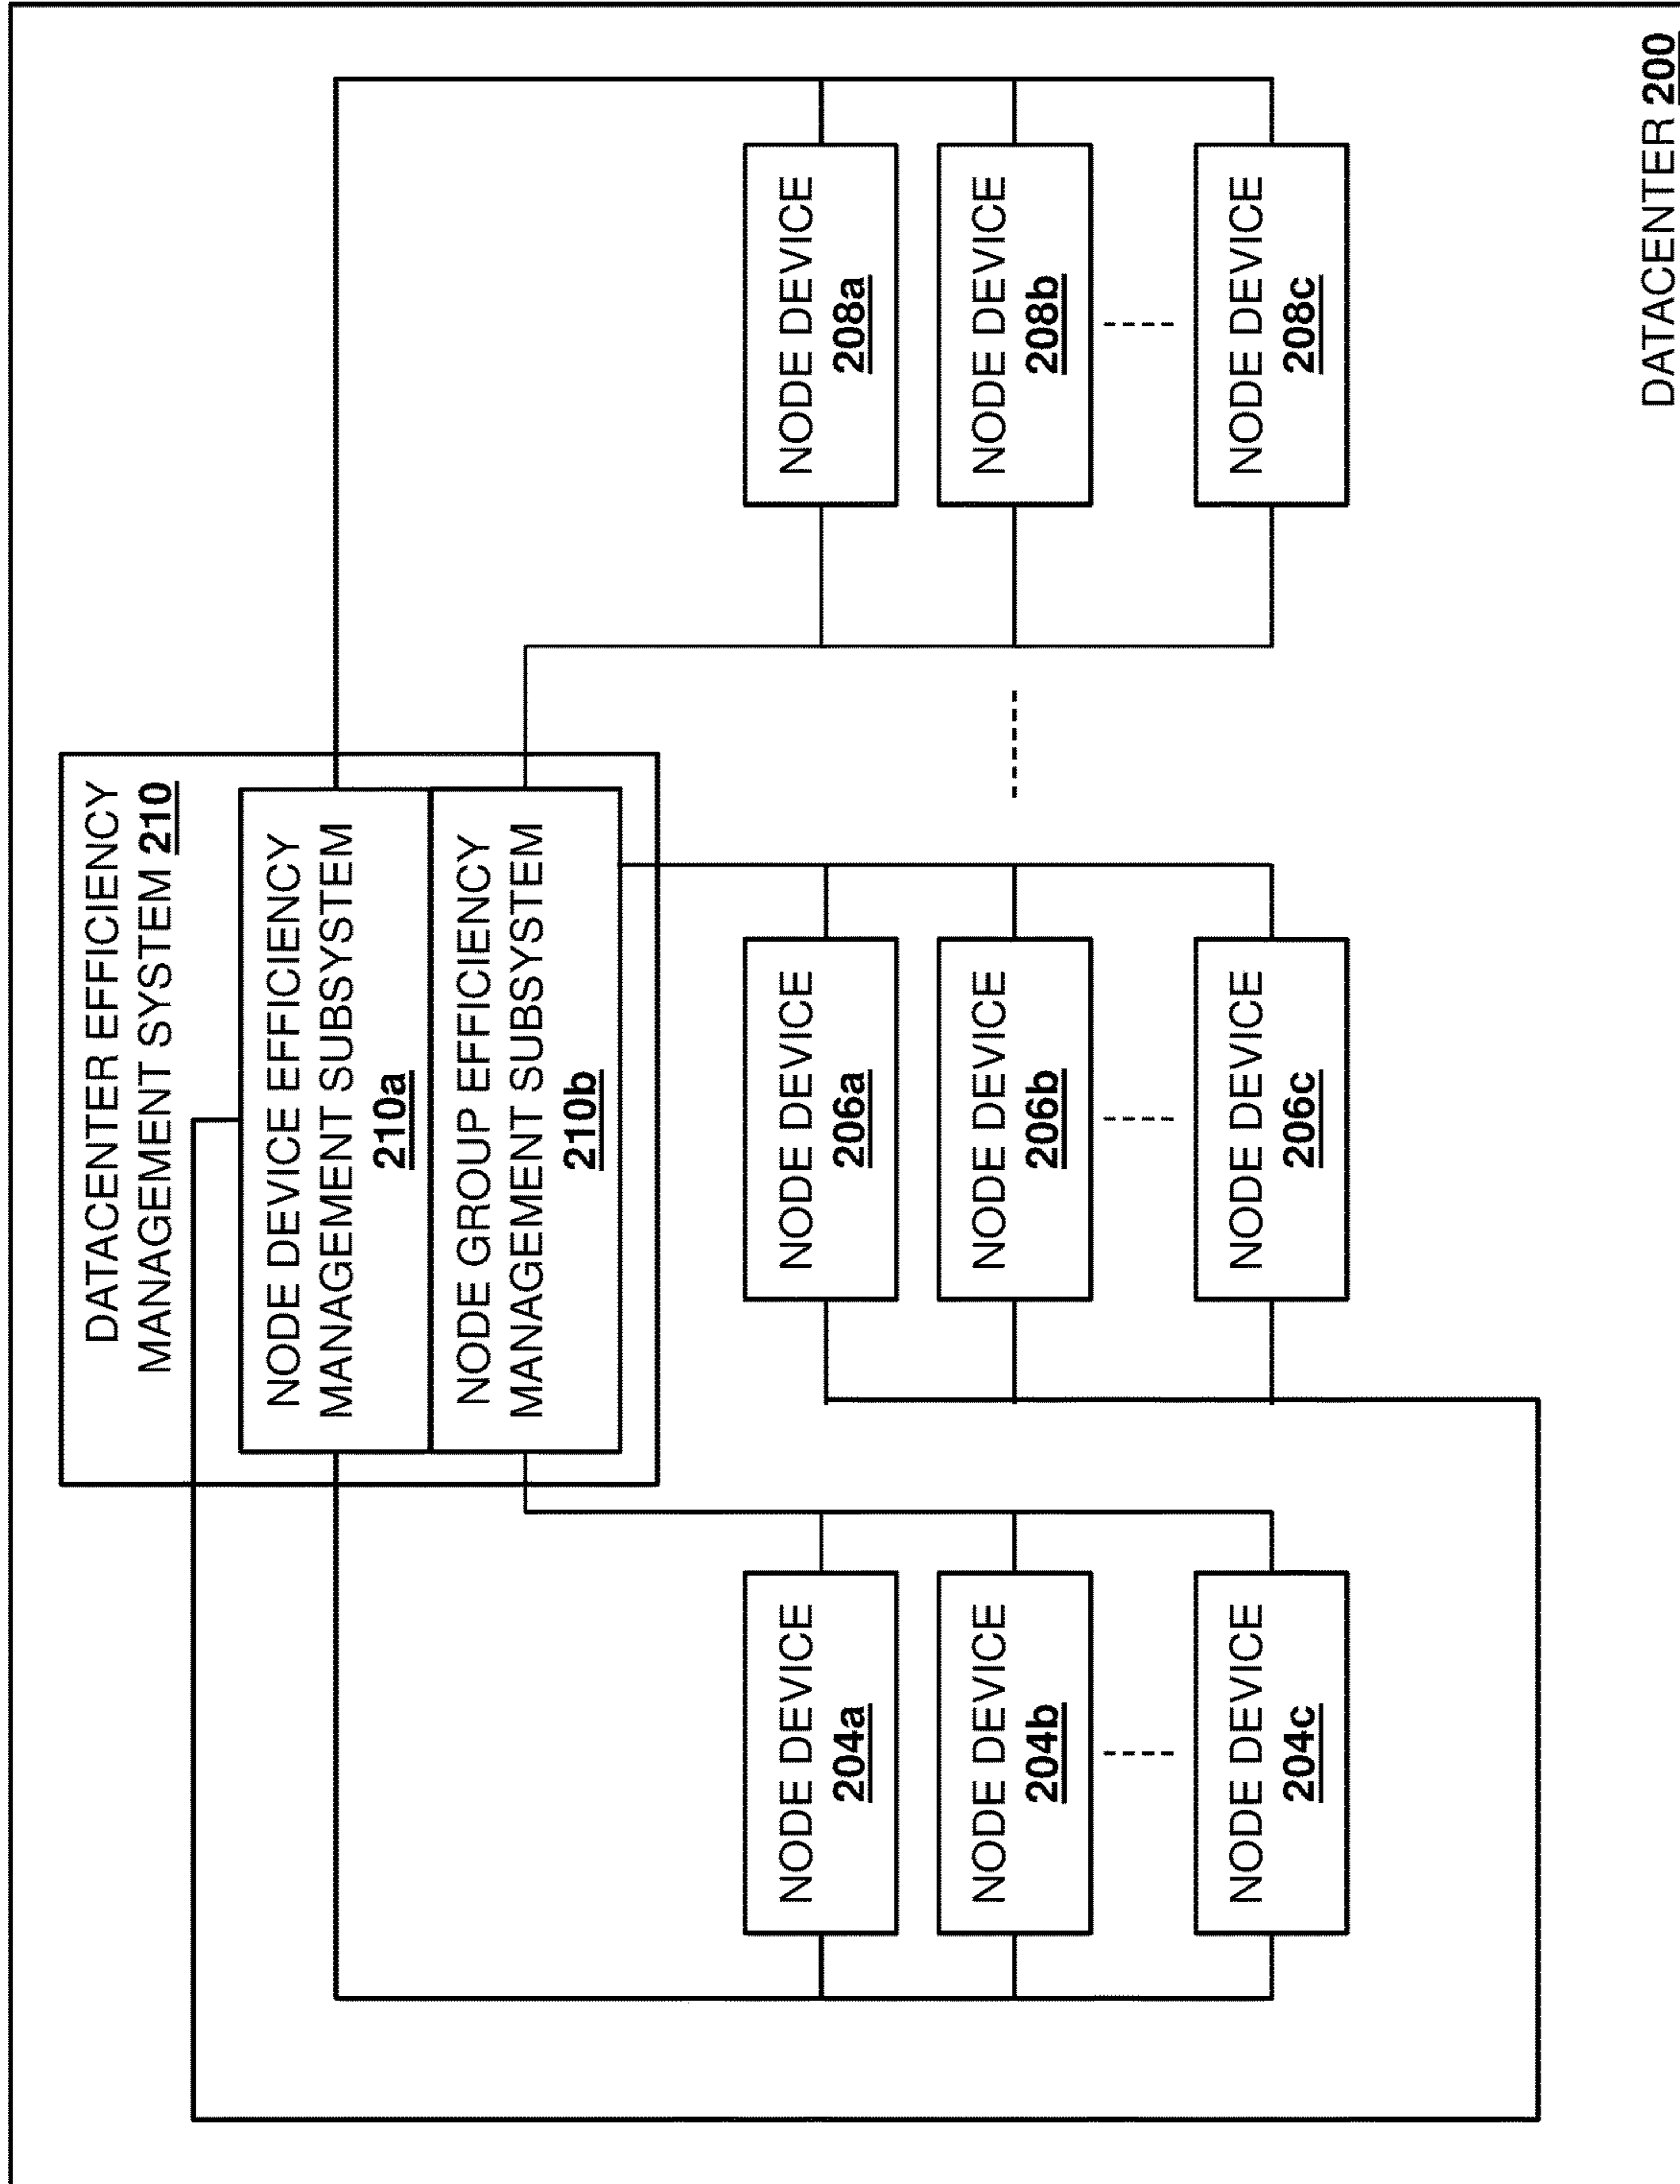 DATACENTER EFFICIENCY
MANAGEMENT SYSTEM 210
NODE DEVICE EFFICIENCY
MANAGEMENT SUBSYSTEM
210a
NODE GROUP EFFICIENCY
MANAGEMENT SUBSYSTEM
210b
NODE DEVICE
204a
NODE DEVICE
204b
NODE DEVICE
204c
NODE DEVICE
206a
NODE DEVICE
206b
NODE DEVICE
206c
NODE DEVICE
208a
NODE DEVICE
208b
NODE DEVICE
208c
DATACENTER 200